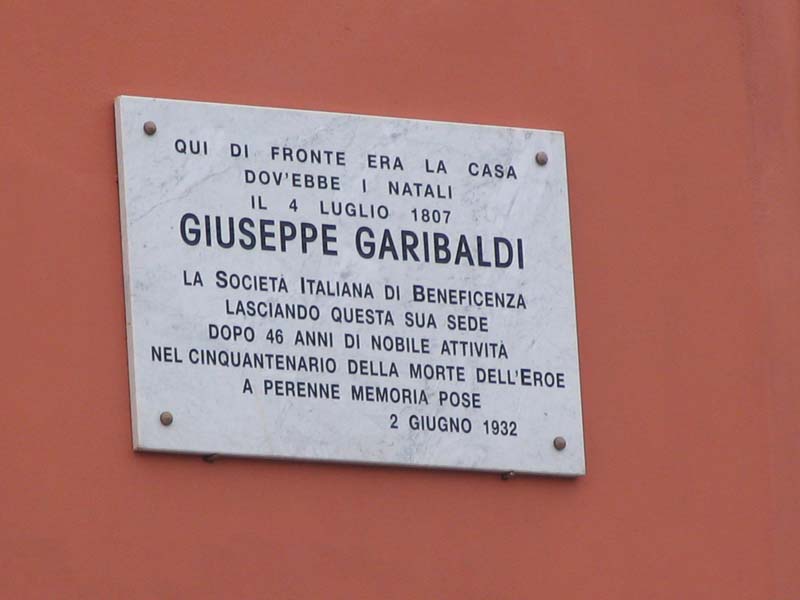 QUI DI FRONTE ERA LA CASA
DOV'EBBE I NATALI
IL 4 LUGLIO 1807
GIUSEPPE GARIBALDI
LA SOCIETÀ ITALIANA DI BENEFICENZA
LASCIANDO QUESTA SUA SEDE
DOPO 46 ANNI DI NOBILE ATTIVITÀ
NEL CINQUANTENARIO DELLA MORTE DELL'EROE
A PERENNE MEMORIA POSE
2 GIUGNO 1932